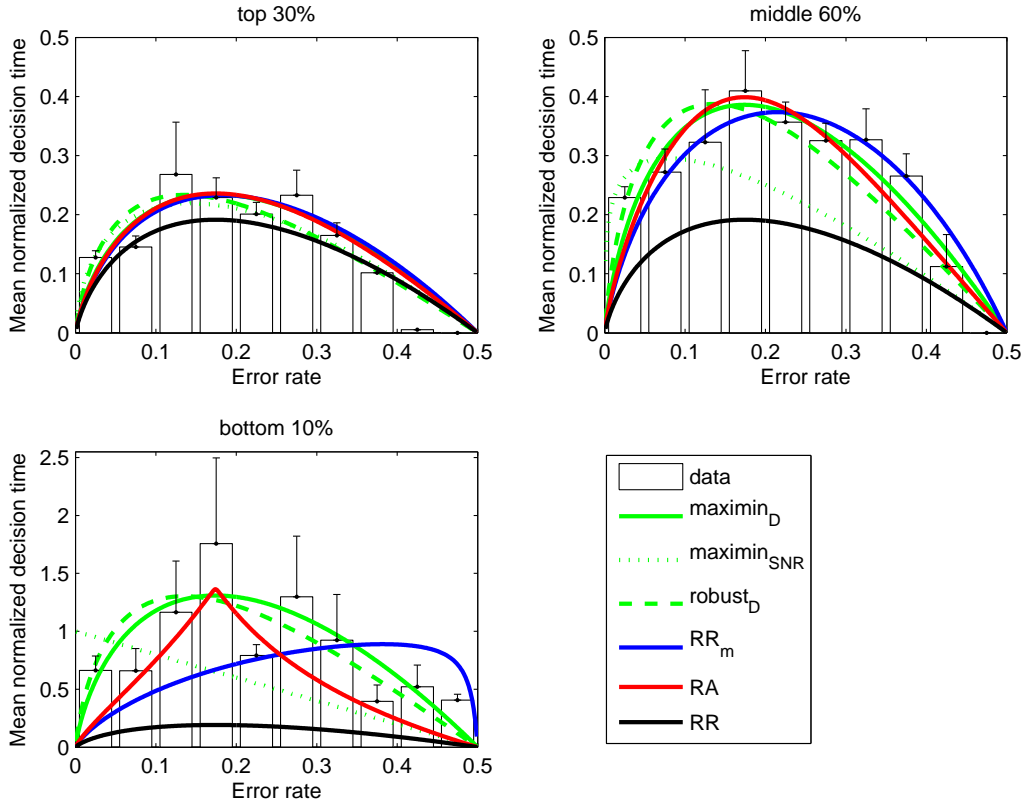 top 30%
Mean normalized decision time
0.5
0.4
0.3
0.2
0.1
0
0 0.1 0.2 0.3 0.4 0.5
Error rate
middle 60%
Mean normalized decision time
0.5
0.4
0.3
0.2
0.1
0
0 0.1 0.2 0.3 0.4 0.5
Error rate
bottom 10%
Mean normalized decision time
2.5
2
1.5
1
0.5
0
0 0.1 0.2 0.3 0.4 0.5
Error rate
data
maximin_D
maximin_SNR
robust_D
RR_m
RA
RR